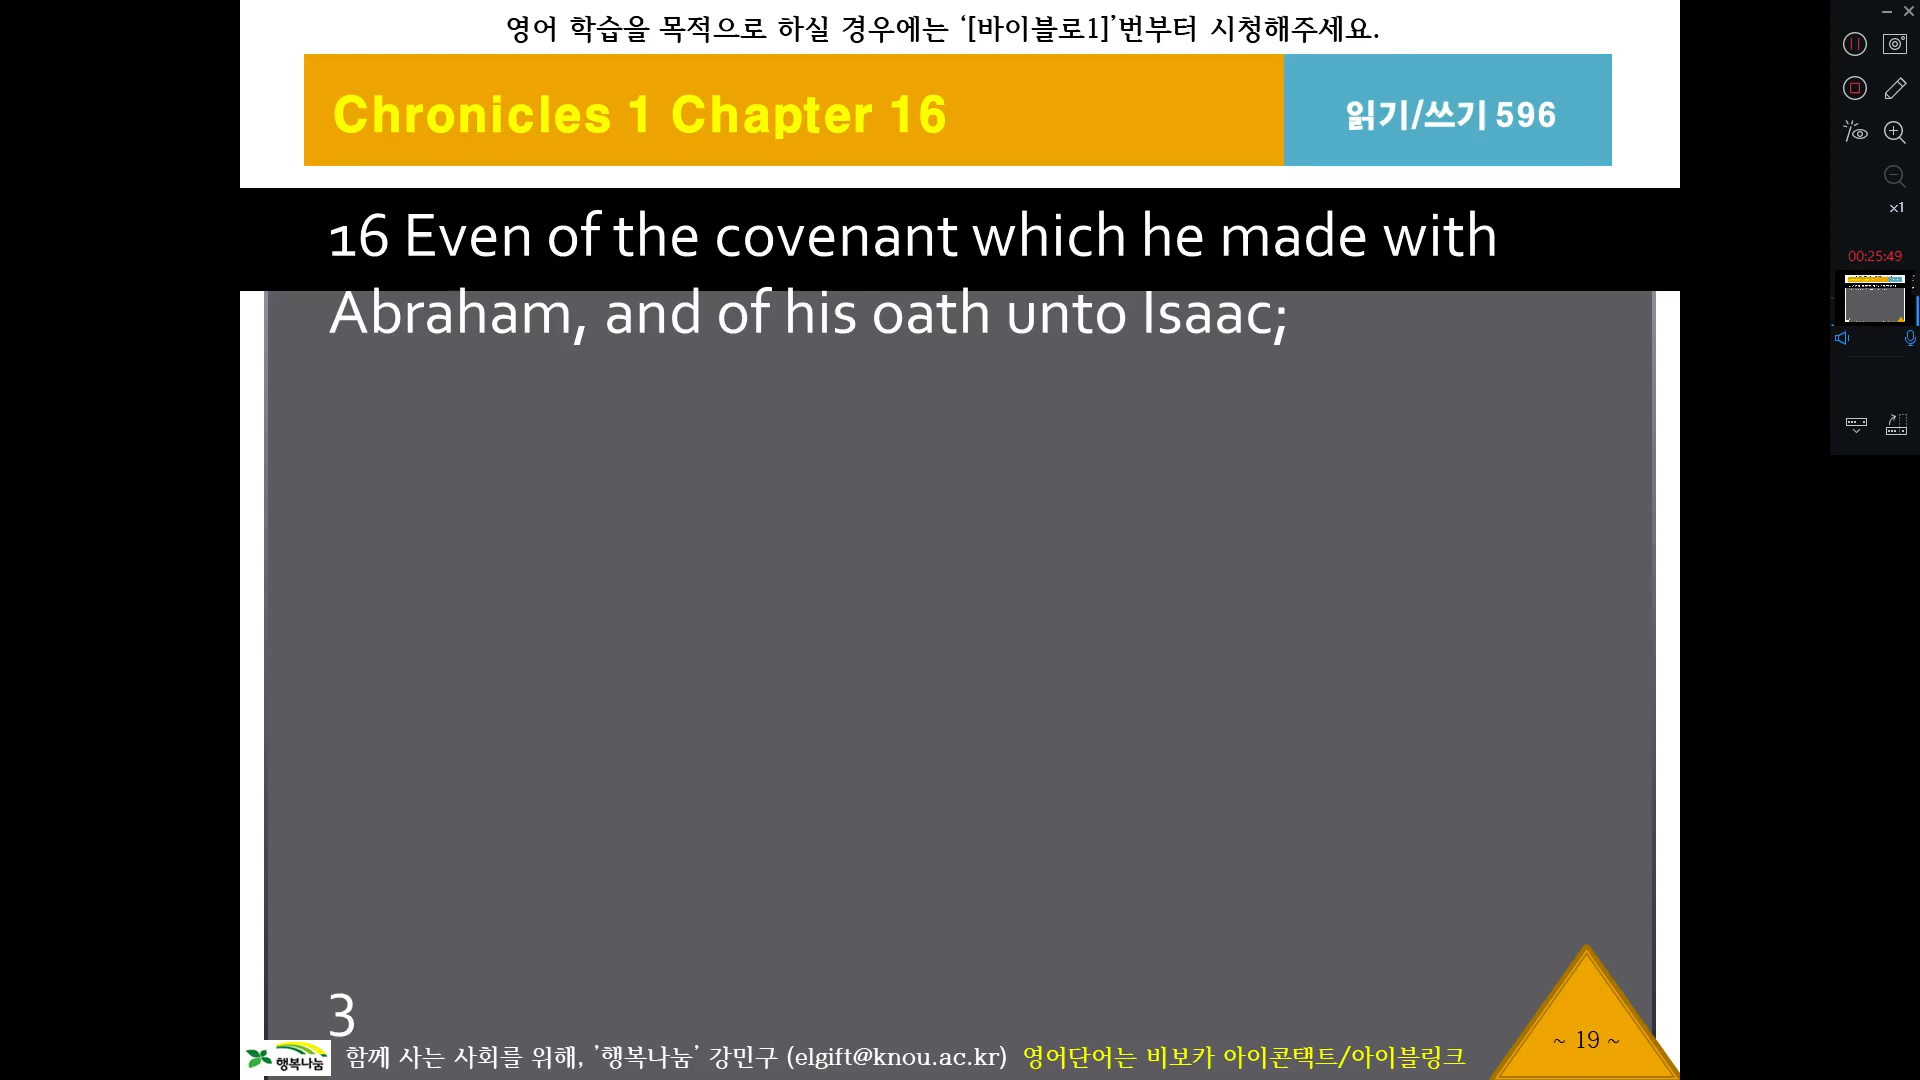 영어 학습을 목적으로 하실 경우에는 ‘[바이블로1]’번부터 시청해주세요.
Chronicles 1 Chapter 16
읽기/쓰기 596
16 Even of the covenant which he made with
Abraham, and of his oath unto Isaac;
x1
00:25:49
3
~ 19 ~
행복나눔
함께 사는 사회를 위해, ’행복나눔’ 강민구 (elgift@knou.ac.kr) 영어단어는 비보카 아이콘택트/아이블링크